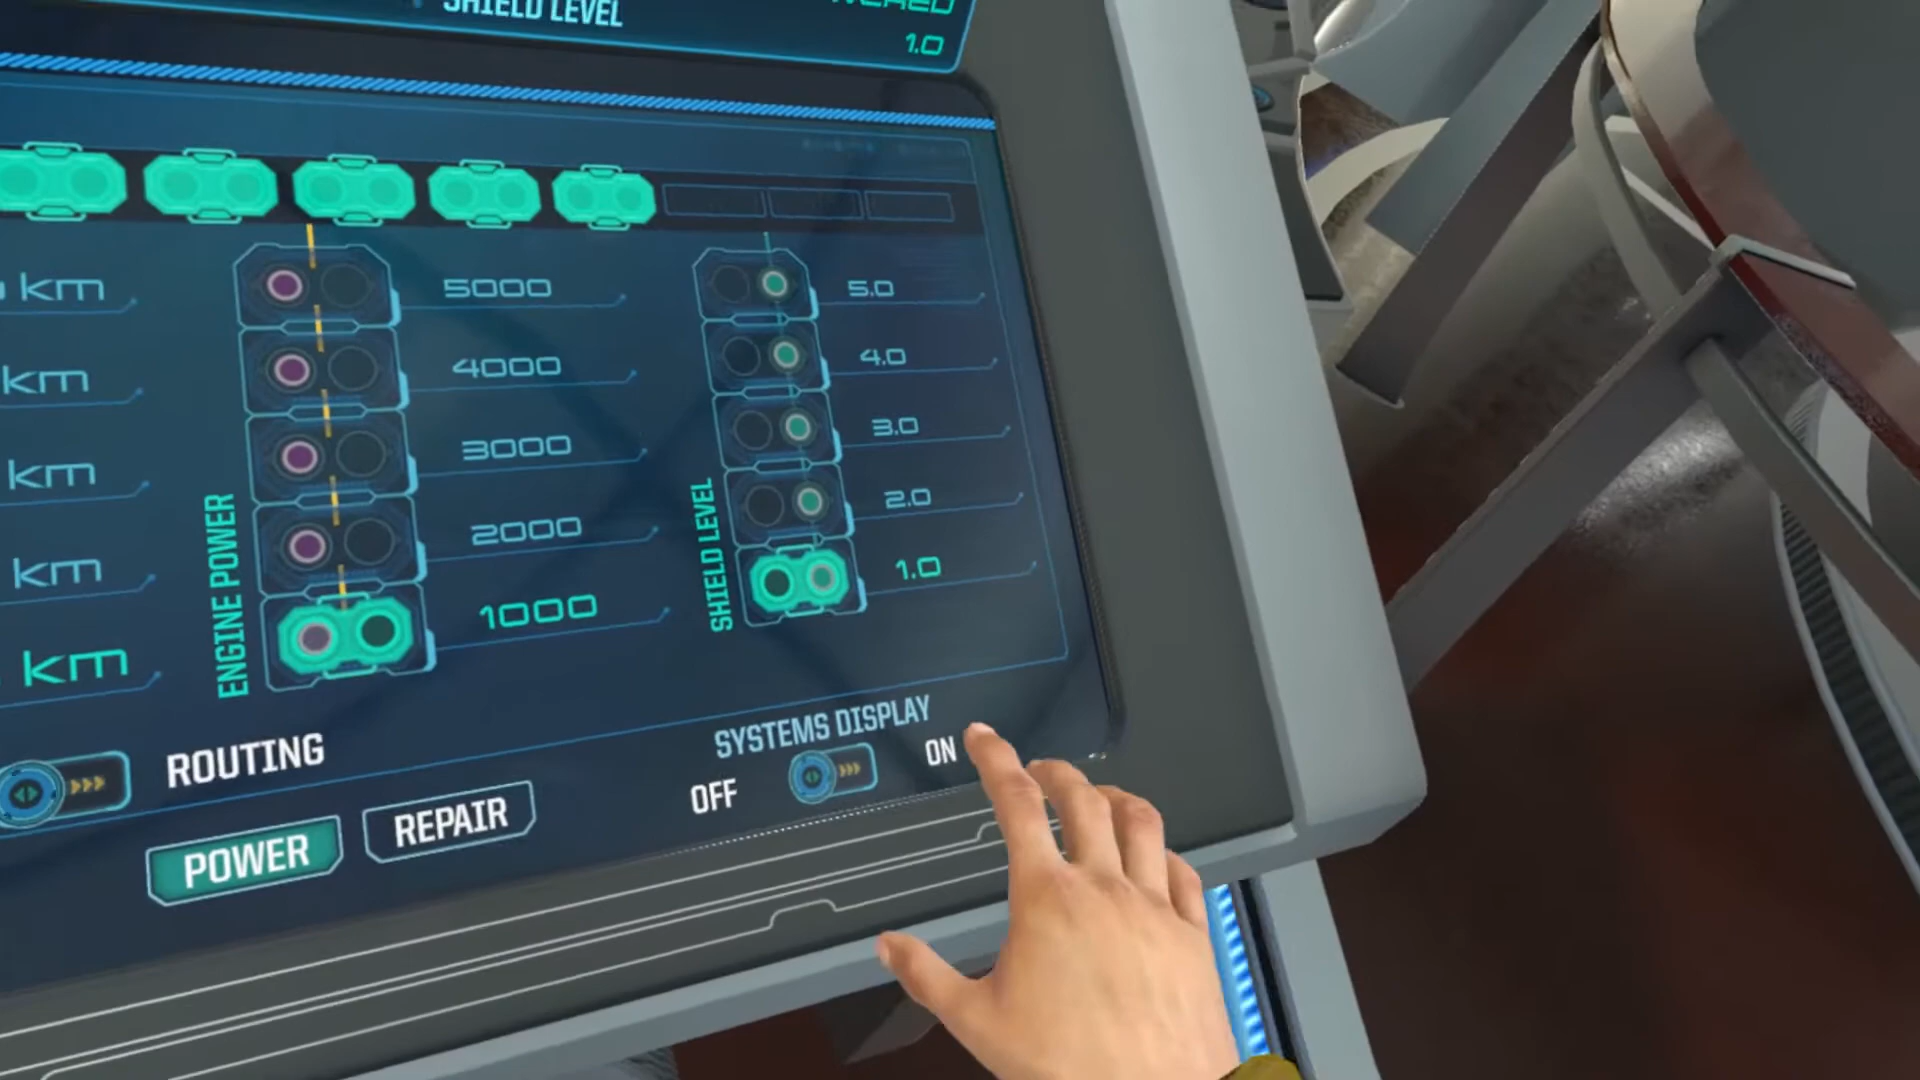 SHIELD LEVEL
1.0
km
5000
5.0
km
4000
4.0
km
3000
3.0
km
2000
2.0
km
1000
1.0
ENGINE POWER
SHIELD LEVEL
ROUTING
SYSTEMS DISPLAY
OFF
ON
POWER
REPAIR